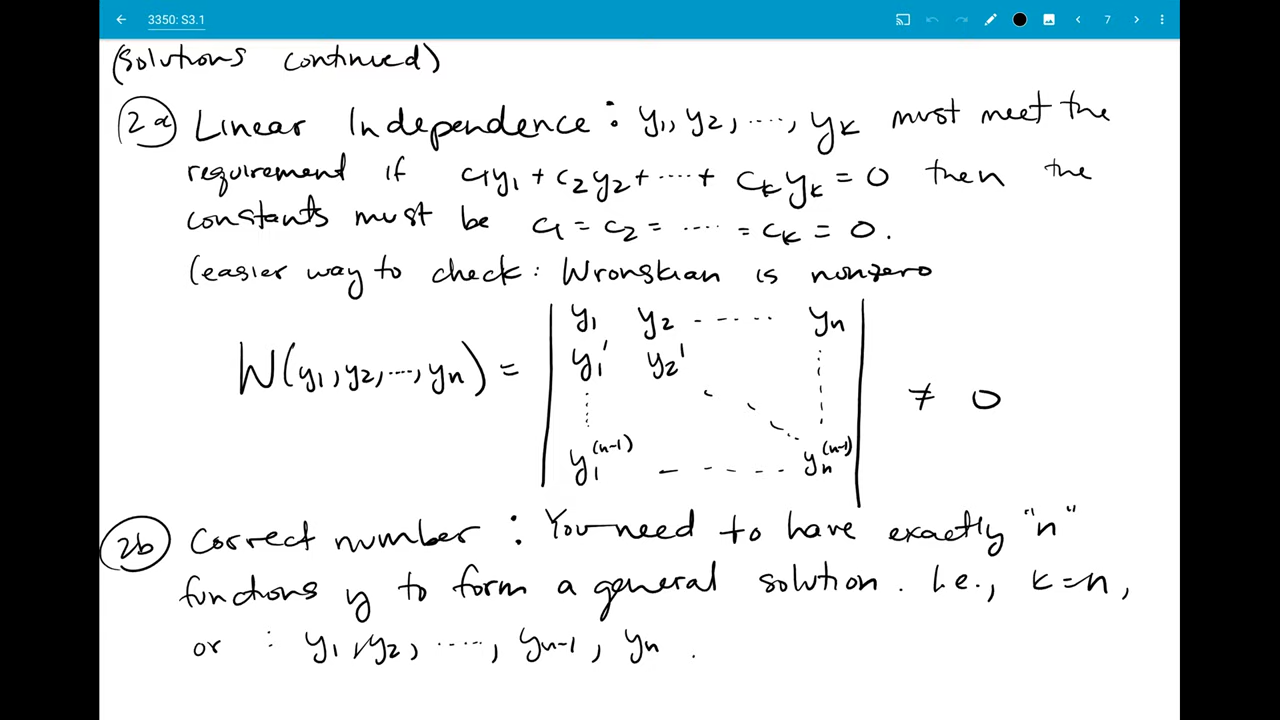 3350: S3.1
7
(Solutions continued)
2a Linear Independence : y₁, y₂, ...., yₖ must meet the
requirement if c₁y₁ + c₂y₂ + ···· + cₖyₖ = 0 then the
constants must be c₁ = c₂ = ···· = cₖ = 0.
(easier way to check : Wronskian is nonzero
y₁ y₂ - - - - - yₙ
W(y₁, y₂, ..., yₙ) = y₁' y₂' ≠ 0
y₁⁽ⁿ⁻¹⁾ - - - - - yₙ⁽ⁿ⁻¹⁾
2b Correct number : You need to have exactly "n"
functions y to form a general solution. I.e., k=n,
or : y₁, y₂, ....., yₙ₋₁, yₙ .